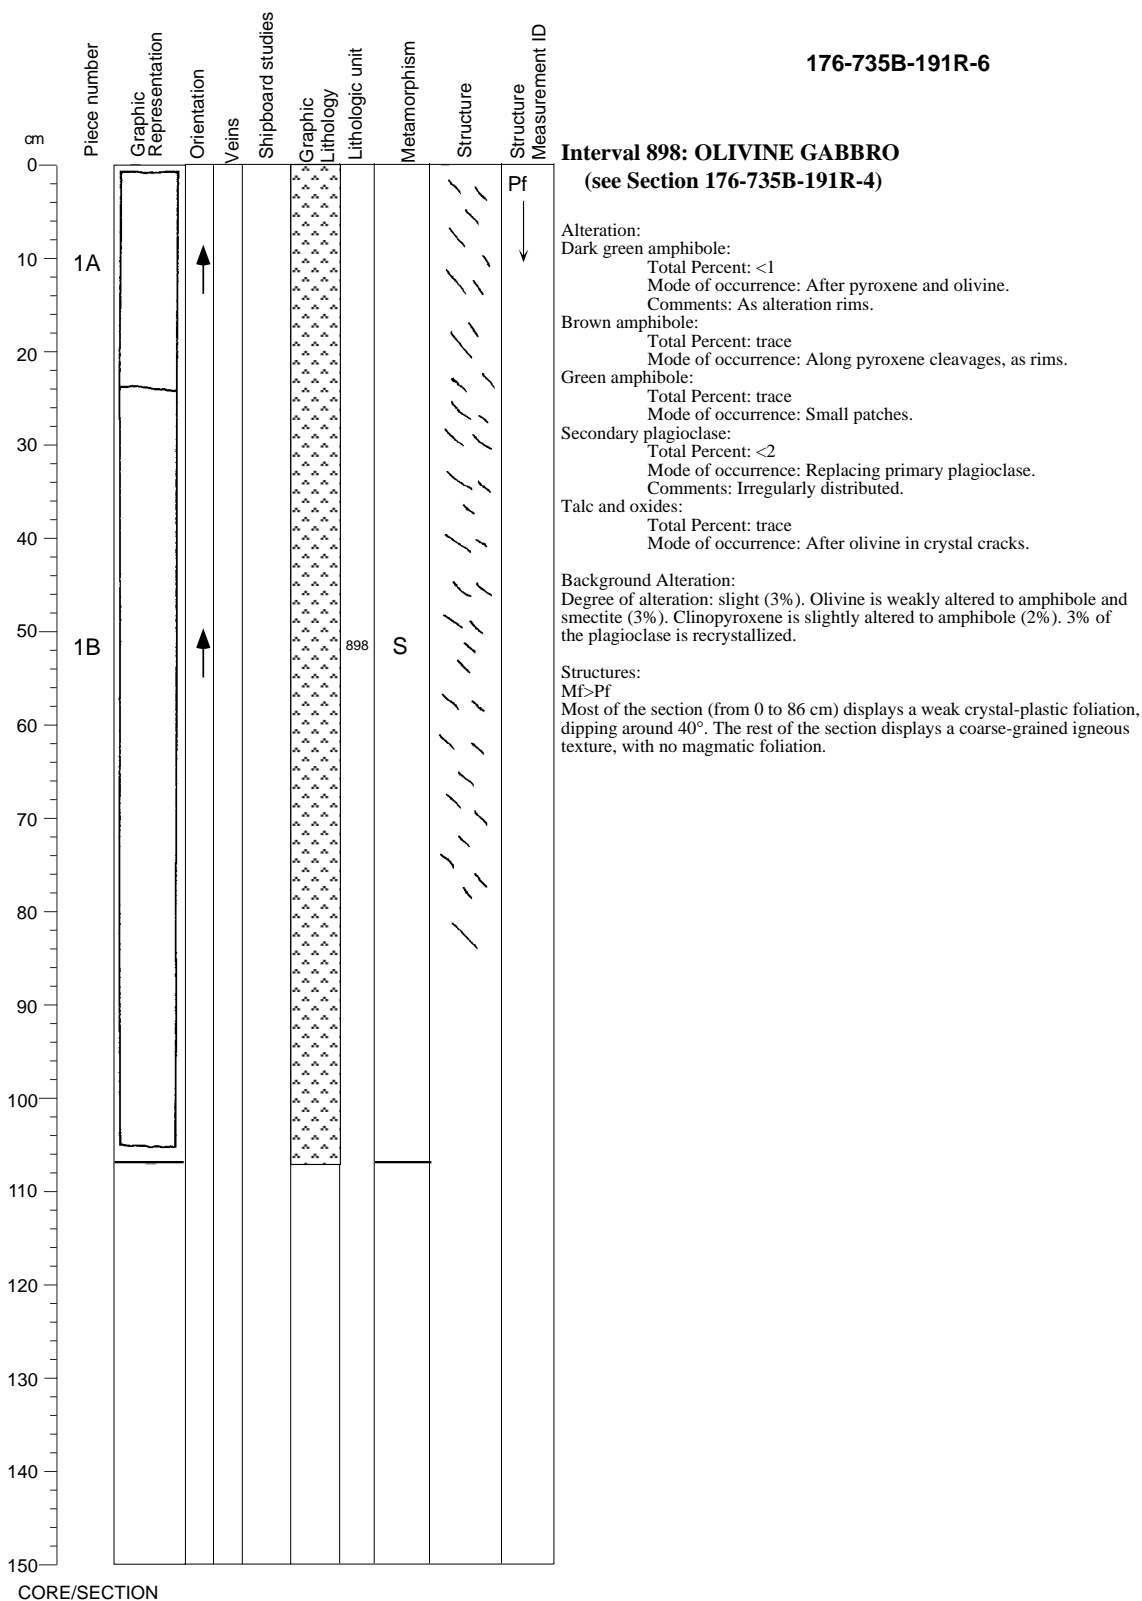 176-735B-191R-6
cm
Piece number
Graphic
Representation
Orientation
Veins
Shipboard studies
Graphic
Lithology
Lithologic unit
Metamorphism
Structure
Structure
Measurement ID
0
10
20
30
40
50
60
70
80
90
100
110
120
130
140
150
1A
1B
898
S
Pf
CORE/SECTION
Interval 898: OLIVINE GABBRO
(see Section 176-735B-191R-4)
Alteration:
Dark green amphibole:
Total Percent: <1
Mode of occurrence: After pyroxene and olivine.
Comments: As alteration rims.
Brown amphibole:
Total Percent: trace
Mode of occurrence: Along pyroxene cleavages, as rims.
Green amphibole:
Total Percent: trace
Mode of occurrence: Small patches.
Secondary plagioclase:
Total Percent: <2
Mode of occurrence: Replacing primary plagioclase.
Comments: Irregularly distributed.
Talc and oxides:
Total Percent: trace
Mode of occurrence: After olivine in crystal cracks.
Background Alteration:
Degree of alteration: slight (3%). Olivine is weakly altered to amphibole and
smectite (3%). Clinopyroxene is slightly altered to amphibole (2%). 3% of
the plagioclase is recrystallized.
Structures:
Mf>Pf
Most of the section (from 0 to 86 cm) displays a weak crystal-plastic foliation,
dipping around 40°. The rest of the section displays a coarse-grained igneous
texture, with no magmatic foliation.